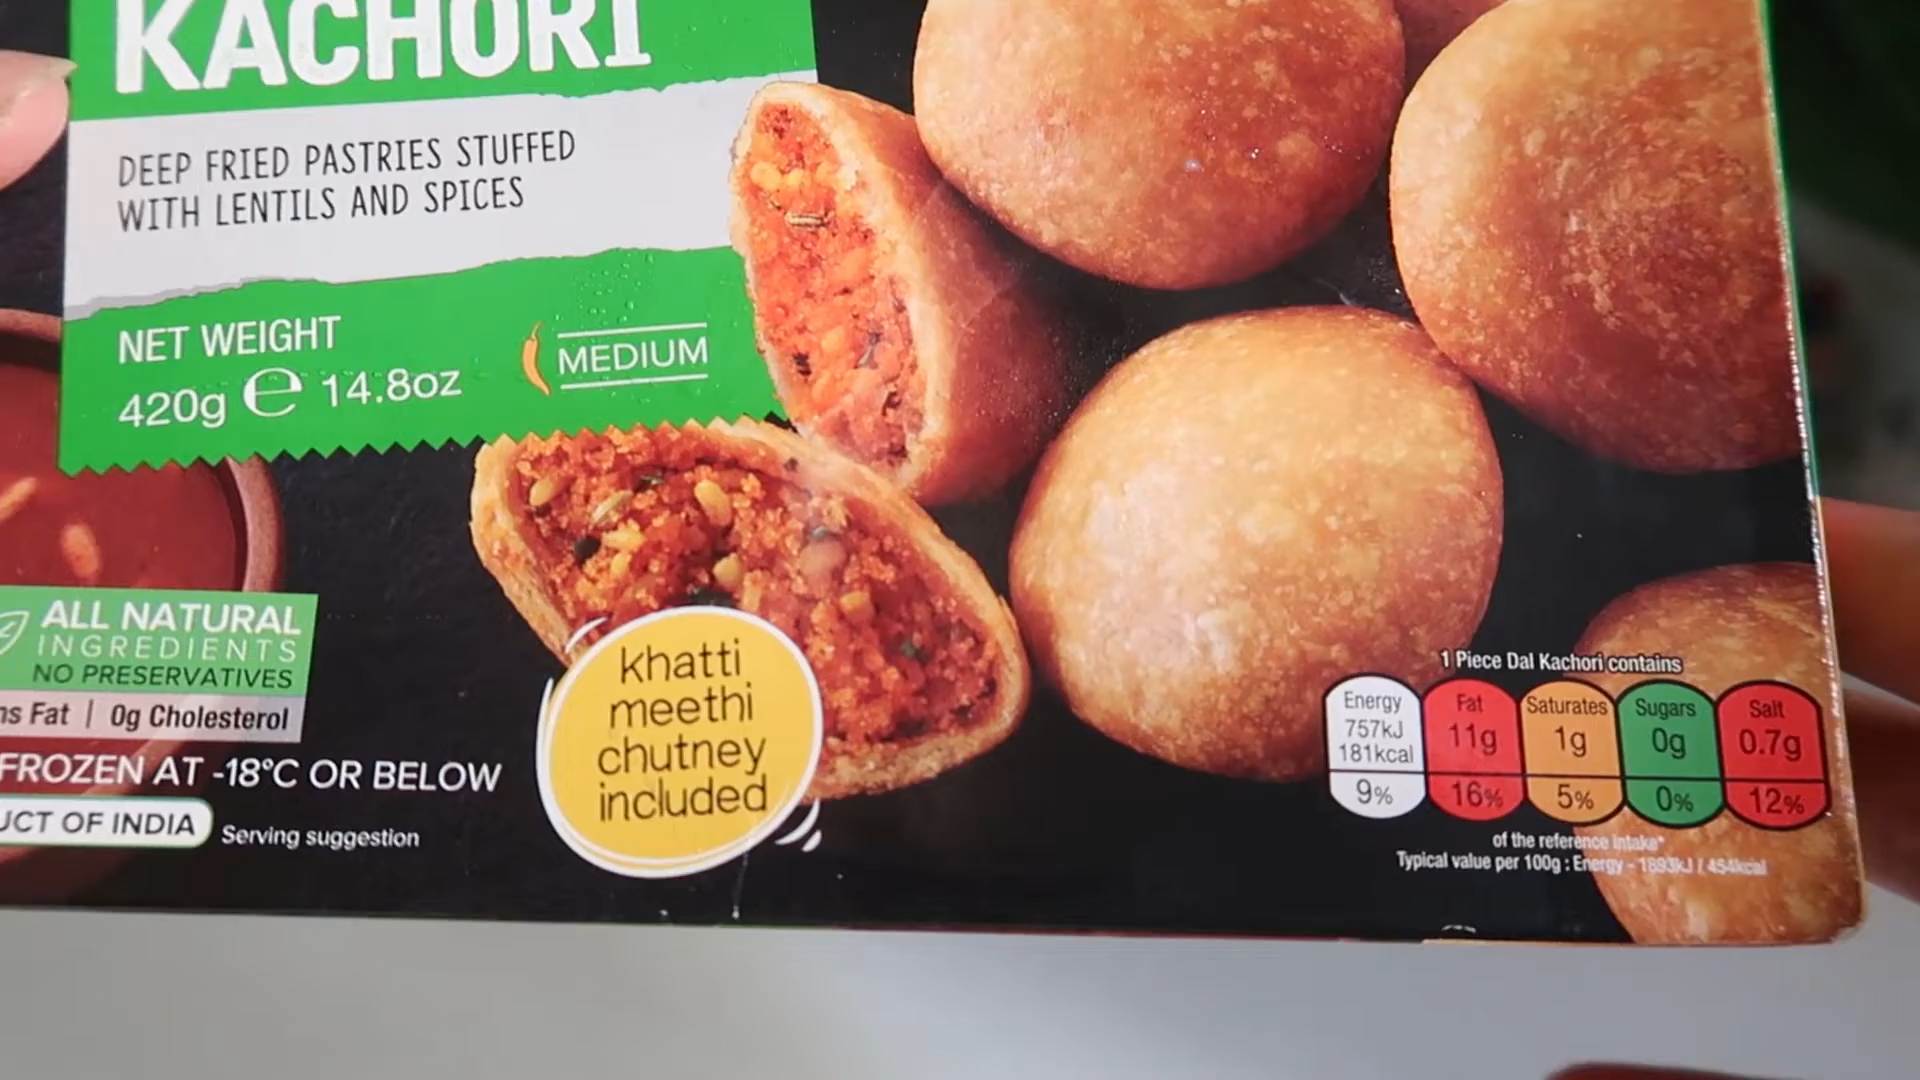 KACHORI
DEEP FRIED PASTRIES STUFFED
WITH LENTILS AND SPICES
NET WEIGHT
420g e 14.8oz
MEDIUM
ALL NATURAL
INGREDIENTS
NO PRESERVATIVES
ns Fat | 0g Cholesterol
FROZEN AT -18°C OR BELOW
UCT OF INDIA
Serving suggestion
khatti
meethi
chutney
included
1 Piece Dal Kachori contains
Energy
757kJ
181kcal
9%
Fat
11g
16%
Saturates
1g
5%
Sugars
0g
0%
Salt
0.7g
12%
of the reference intake*
Typical value per 100g : Energy - 1893kJ / 454kcal